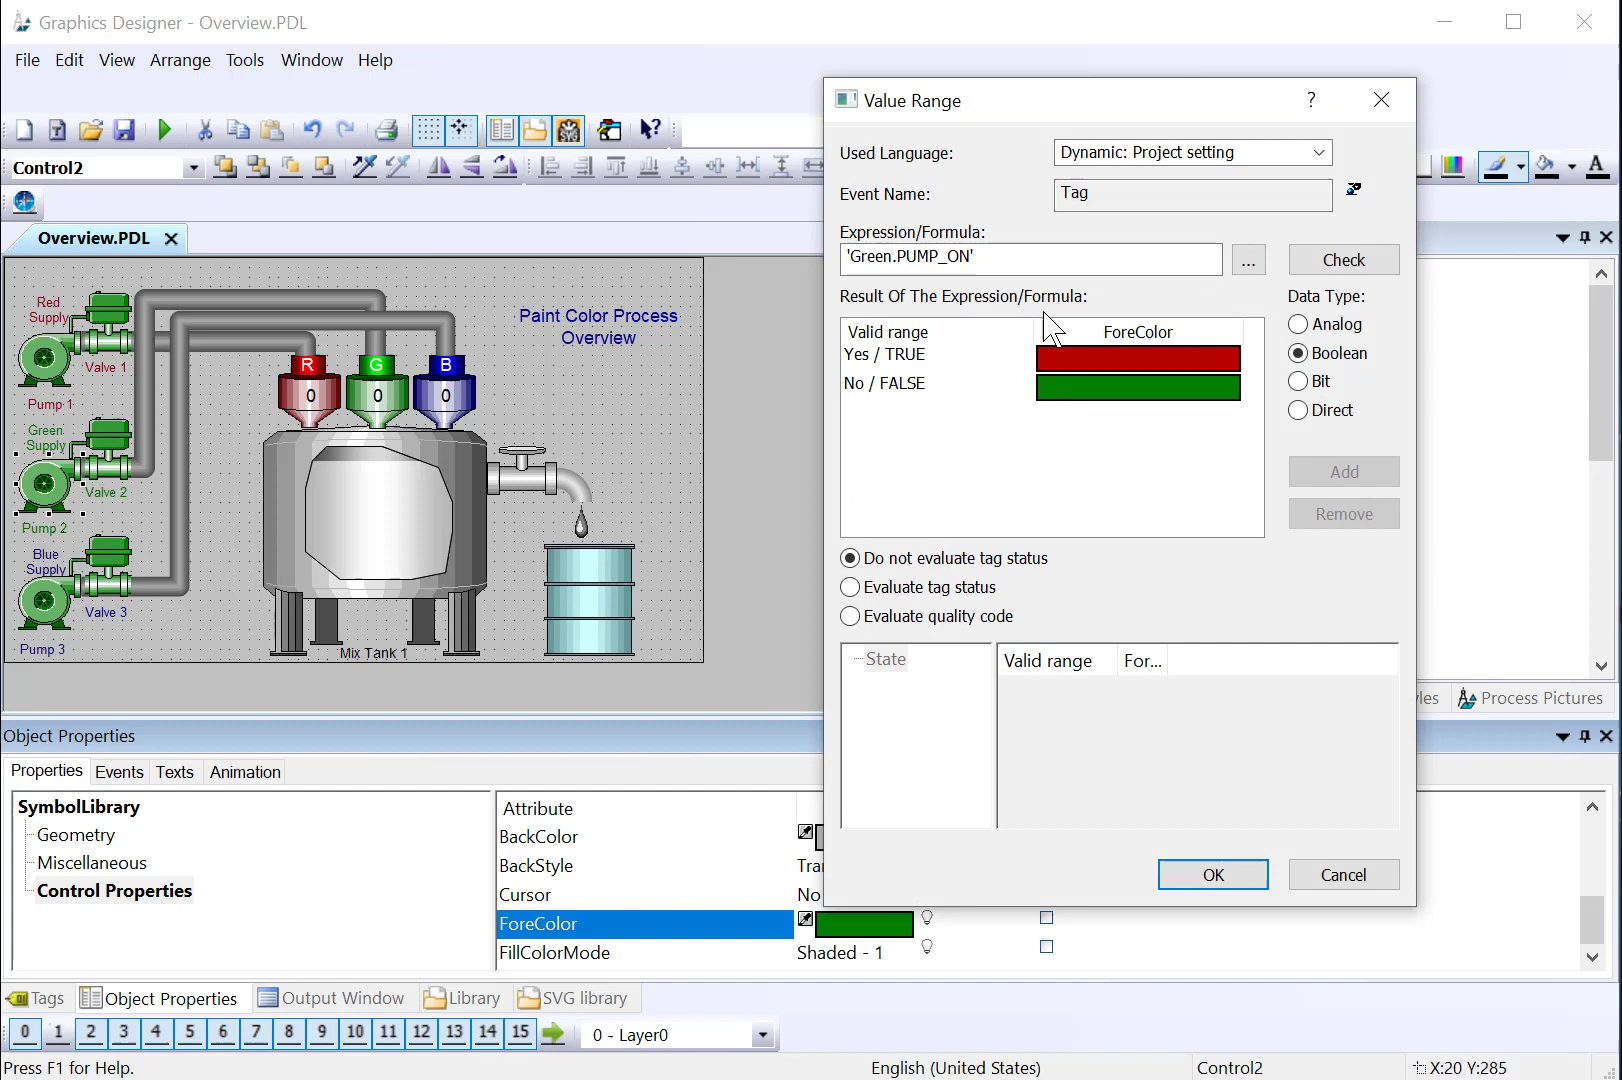 Graphics Designer - Overview.PDL
File Edit View Arrange Tools Window Help
Control2
Overview.PDL
Red
Supply
Valve 1
Pump 1
Green
Supply
Valve 2
Pump 2
Blue
Supply
Valve 3
Pump 3
R G B
0 0 0
Paint Color Process
Overview
Mix Tank 1
Value Range
?
Used Language:
Dynamic: Project setting
Event Name:
Tag
Expression/Formula:
'Green.PUMP_ON'
...
Check
Result Of The Expression/Formula:
Data Type:
Valid range ForeColor
Yes / TRUE
No / FALSE
Analog
Boolean
Bit
Direct
Add
Remove
Do not evaluate tag status
Evaluate tag status
Evaluate quality code
State
Valid range For...
OK
Cancel
A
Process Pictures
Object Properties
Properties Events Texts Animation
SymbolLibrary
Geometry
Miscellaneous
Control Properties
Attribute
BackColor
BackStyle
Cursor No
ForeColor
FillColorMode Shaded - 1
Tags Object Properties Output Window Library SVG library
0 1 2 3 4 5 6 7 8 9 10 11 12 13 14 15 0 - Layer0
Press F1 for Help. English (United States) Control2 X:20 Y:285